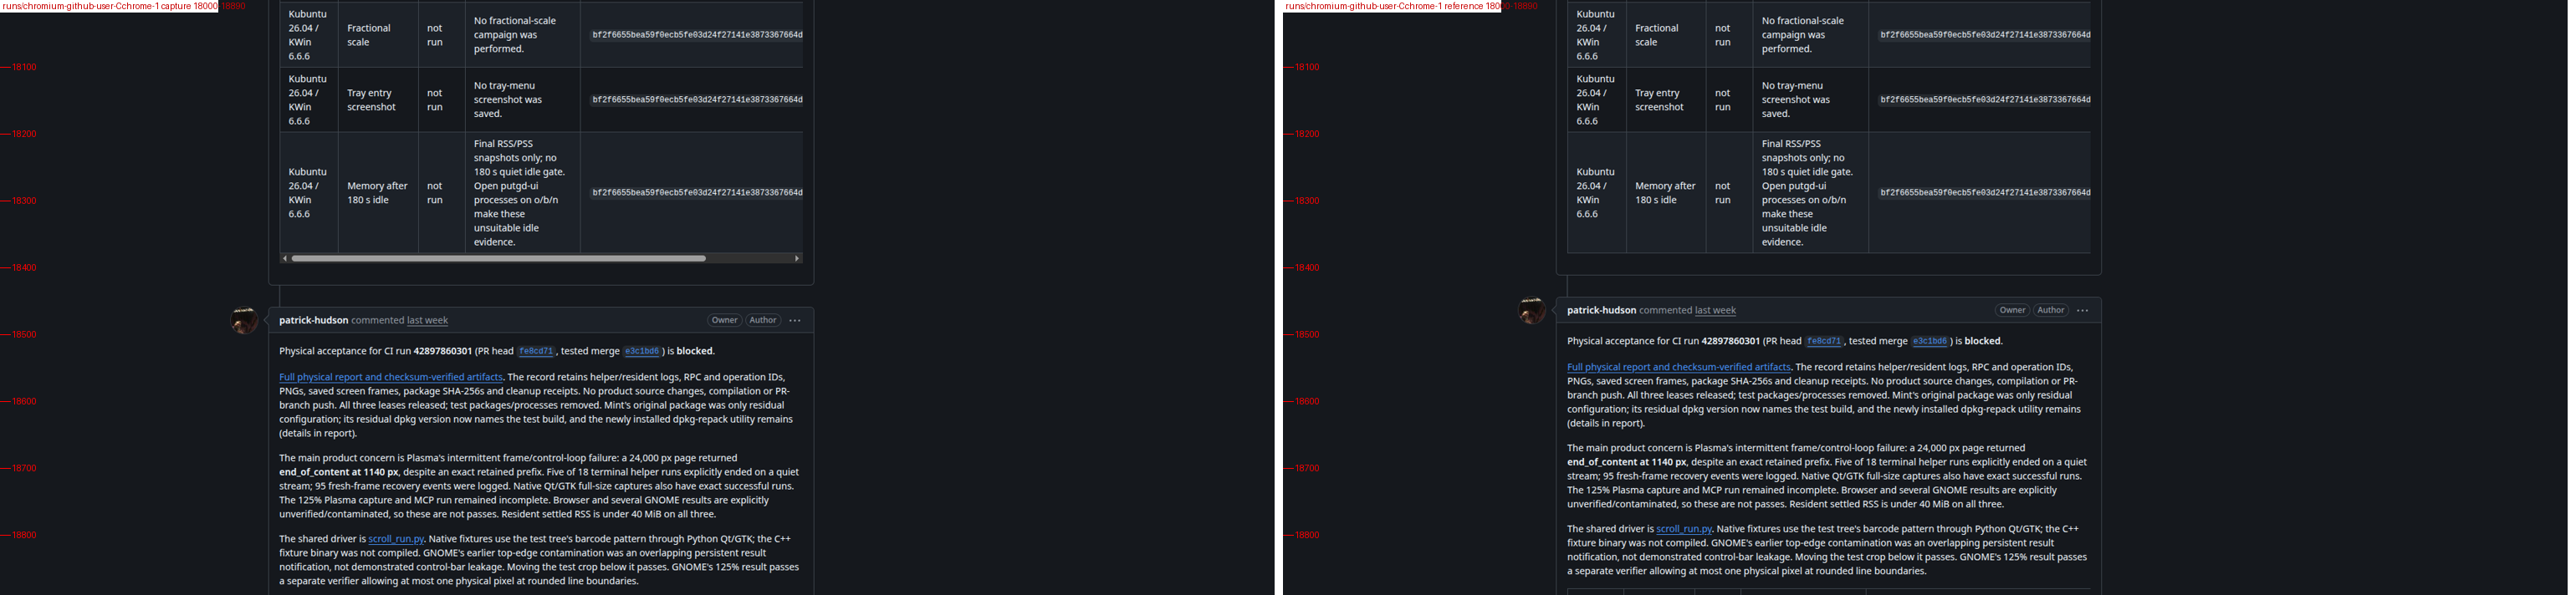 runs/chromium-github-user-Cchrome-1 capture 18000-18890
Kubuntu
26.04 /
KWin
6.6.6
Fractional
scale
not
run
No fractional-scale
campaign was
performed.
bf2f6655bea59f0ecb5fe03d24f27141e3873367664d
18100
Kubuntu
26.04 /
KWin
6.6.6
Tray entry
screenshot
not
run
No tray-menu
screenshot was
saved.
bf2f6655bea59f0ecb5fe03d24f27141e3873367664d
18200
Kubuntu
26.04 /
KWin
6.6.6
Memory after
180 s idle
not
run
Final RSS/PSS
snapshots only; no
180 s quiet idle gate.
Open putgd-ui
processes on o/b/n
make these
unsuitable idle
evidence.
bf2f6655bea59f0ecb5fe03d24f27141e3873367664d
18300
18400
patrick-hudson commented last week
Owner Author ...
18500
Physical acceptance for CI run 42897860301 (PR head fe8cd71, tested merge e3c1bd6) is blocked.
Full physical report and checksum-verified artifacts. The record retains helper/resident logs, RPC and operation IDs,
PNGs, saved screen frames, package SHA-256s and cleanup receipts. No product source changes, compilation or PR-
branch push. All three leases released; test packages/processes removed. Mint's original package was only residual
18600
configuration; its residual dpkg version now names the test build, and the newly installed dpkg-repack utility remains
(details in report).
The main product concern is Plasma's intermittent frame/control-loop failure: a 24,000 px page returned
18700
end_of_content at 1140 px, despite an exact retained prefix. Five of 18 terminal helper runs explicitly ended on a quiet
stream; 95 fresh-frame recovery events were logged. Native Qt/GTK full-size captures also have exact successful runs.
The 125% Plasma capture and MCP run remained incomplete. Browser and several GNOME results are explicitly
unverified/contaminated, so these are not passes. Resident settled RSS is under 40 MiB on all three.
18800
The shared driver is scroll_run.py. Native fixtures use the test tree's barcode pattern through Python Qt/GTK; the C++
fixture binary was not compiled. GNOME's earlier top-edge contamination was an overlapping persistent result
notification, not demonstrated control-bar leakage. Moving the test crop below it passes. GNOME's 125% result passes
a separate verifier allowing at most one physical pixel at rounded line boundaries.
runs/chromium-github-user-Cchrome-1 reference 18000-18890
Kubuntu
26.04 /
KWin
6.6.6
Fractional
scale
not
run
No fractional-scale
campaign was
performed.
bf2f6655bea59f0ecb5fe03d24f27141e3873367664d
18100
Kubuntu
26.04 /
KWin
6.6.6
Tray entry
screenshot
not
run
No tray-menu
screenshot was
saved.
bf2f6655bea59f0ecb5fe03d24f27141e3873367664d
18200
Kubuntu
26.04 /
KWin
6.6.6
Memory after
180 s idle
not
run
Final RSS/PSS
snapshots only; no
180 s quiet idle gate.
Open putgd-ui
processes on o/b/n
make these
unsuitable idle
evidence.
bf2f6655bea59f0ecb5fe03d24f27141e3873367664d
18300
18400
patrick-hudson commented last week
Owner Author ...
18500
Physical acceptance for CI run 42897860301 (PR head fe8cd71, tested merge e3c1bd6) is blocked.
Full physical report and checksum-verified artifacts. The record retains helper/resident logs, RPC and operation IDs,
PNGs, saved screen frames, package SHA-256s and cleanup receipts. No product source changes, compilation or PR-
branch push. All three leases released; test packages/processes removed. Mint's original package was only residual
18600
configuration; its residual dpkg version now names the test build, and the newly installed dpkg-repack utility remains
(details in report).
The main product concern is Plasma's intermittent frame/control-loop failure: a 24,000 px page returned
18700
end_of_content at 1140 px, despite an exact retained prefix. Five of 18 terminal helper runs explicitly ended on a quiet
stream; 95 fresh-frame recovery events were logged. Native Qt/GTK full-size captures also have exact successful runs.
The 125% Plasma capture and MCP run remained incomplete. Browser and several GNOME results are explicitly
unverified/contaminated, so these are not passes. Resident settled RSS is under 40 MiB on all three.
The shared driver is scroll_run.py. Native fixtures use the test tree's barcode pattern through Python Qt/GTK; the C++
18800
fixture binary was not compiled. GNOME's earlier top-edge contamination was an overlapping persistent result
notification, not demonstrated control-bar leakage. Moving the test crop below it passes. GNOME's 125% result passes
a separate verifier allowing at most one physical pixel at rounded line boundaries.